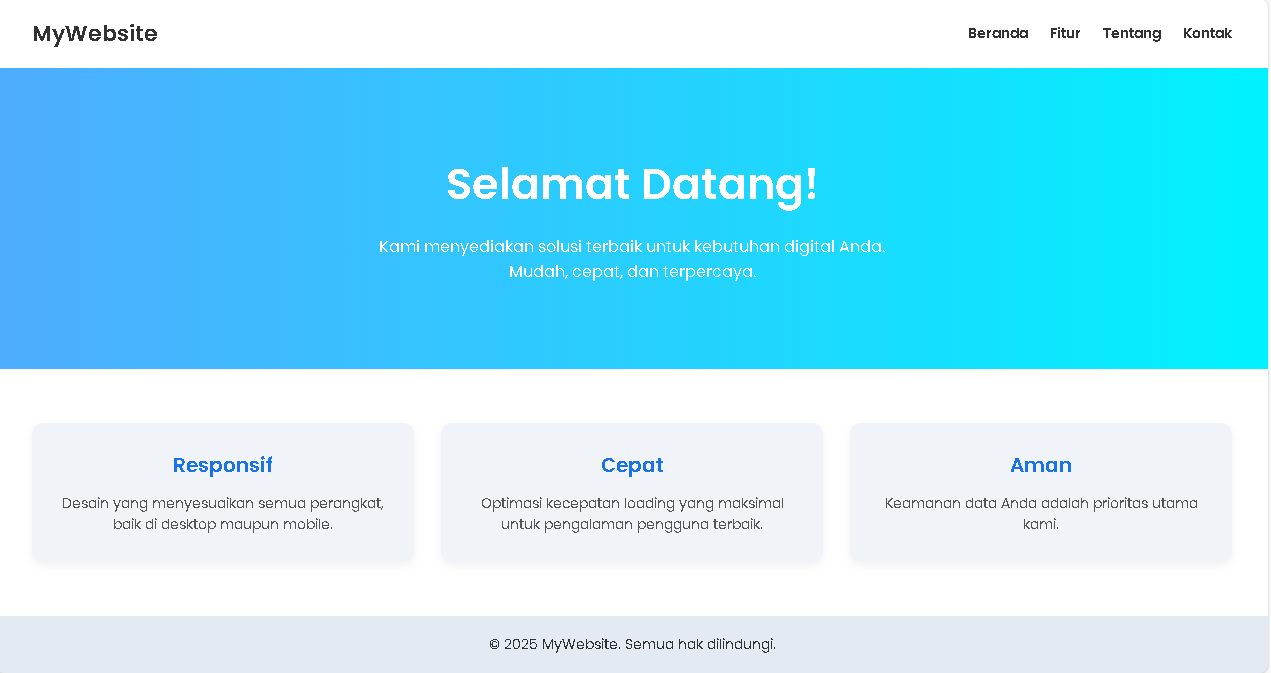 MyWebsite
Beranda Fitur Tentang Kontak
Selamat Datang!
Kami menyediakan solusi terbaik untuk kebutuhan digital Anda.
Mudah, cepat, dan terpercaya.
Responsif
Desain yang menyesuaikan semua perangkat,
baik di desktop maupun mobile.
Cepat
Optimasi kecepatan loading yang maksimal
untuk pengalaman pengguna terbaik.
Aman
Keamanan data Anda adalah prioritas utama
kami.
© 2025 MyWebsite. Semua hak dilindungi.